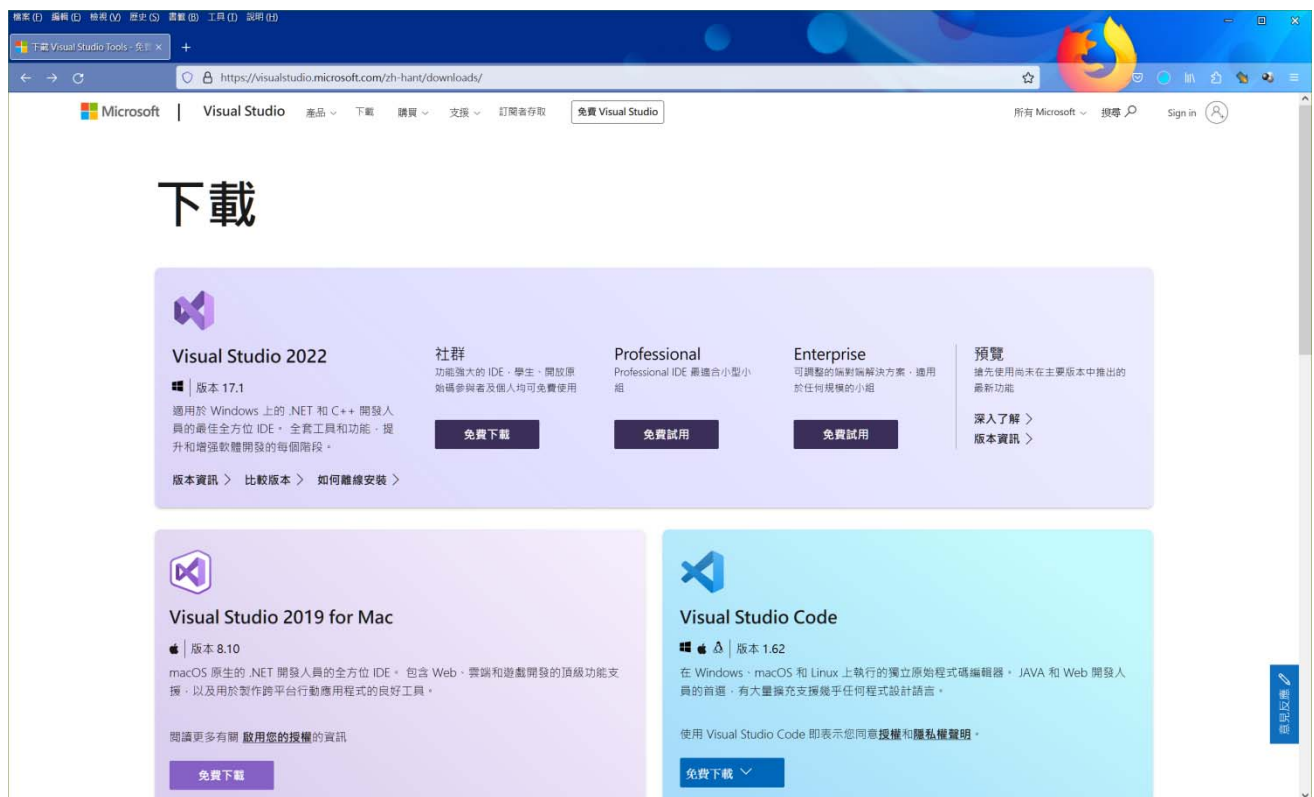 檔案(F) 編輯(E) 檢視(V) 歷史(S) 書籤(B) 工具(T) 說明(H)
下載 Visual Studio Tools - 免
https://visualstudio.microsoft.com/zh-hant/downloads/
Microsoft | Visual Studio 產品 下載 購買 支援 訂閱者存取 免費 Visual Studio 所有 Microsoft 搜尋 Sign in
下載
Visual Studio 2022
版本 17.1
適用於 Windows 上的 .NET 和 C++ 開發人
員的最佳全方位 IDE。 全套工具和功能,提
升和增強軟體開發的每個階段。
版本資訊 > 比較版本 > 如何離線安裝 >
社群
功能強大的 IDE,學生、開放原
始碼參與者及個人均可免費使用
免費下載
Professional
Professional IDE 最適合小型小
組
免費試用
Enterprise
可調整的端對端解決方案,適用
於任何規模的小組
免費試用
預覽
搶先使用尚未在主要版本中推出的
最新功能
深入了解 >
版本資訊 >
Visual Studio 2019 for Mac
版本 8.10
macOS 原生的 .NET 開發人員的全方位 IDE。 包含 Web、雲端和遊戲開發的頂級功能支
援,以及用於製作跨平台行動應用程式的良好工具。
閱讀更多有關 啟用您的授權的資訊
免費下載
Visual Studio Code
版本 1.62
在 Windows、macOS 和 Linux 上執行的獨立原始程式碼編輯器。 JAVA 和 Web 開發人
員的首選,有大量擴充支援幾乎任何程式設計語言。
使用 Visual Studio Code 即表示您同意授權和隱私權聲明。
免費下載
意見反應